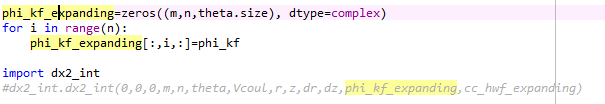 phi_kf_expanding=zeros((m,n,theta.size), dtype=complex)
for i in range(n):
    phi_kf_expanding[:,i,:]=phi_kf

import dx2_int
#dx2_int.dx2_int(0,0,0,m,n,theta,Vcoul,r,z,dr,dz,phi_kf_expanding,cc_hwf_expanding)